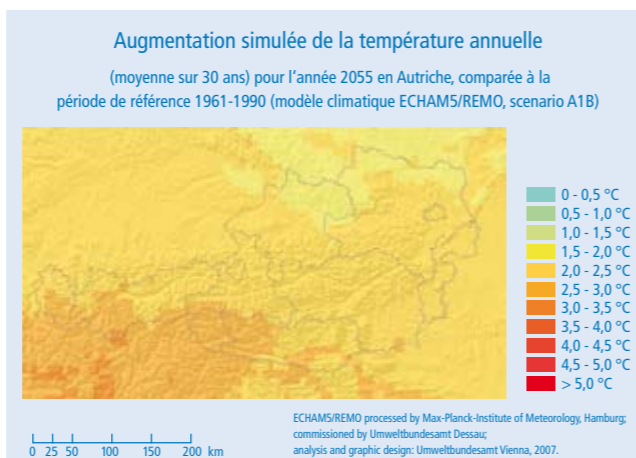 Augmentation simulée de la température annuelle
(moyenne sur 30 ans) pour l'année 2055 en Autriche, comparée à la
période de référence 1961-1990 (modèle climatique ECHAM5/REMO, scenario A1B)
0 - 0,5 °C
0,5 - 1,0 °C
1,0 - 1,5 °C
1,5 - 2,0 °C
2,0 - 2,5 °C
2,5 - 3,0 °C
3,0 - 3,5 °C
3,5 - 4,0 °C
4,0 - 4,5 °C
4,5 - 5,0 °C
> 5,0 °C
0 25 50 100 150 200 km
ECHAM5/REMO processed by Max-Planck-Institute of Meteorology, Hamburg;
commissioned by Umweltbundesamt Dessau;
analysis and graphic design: Umweltbundesamt Vienna, 2007.